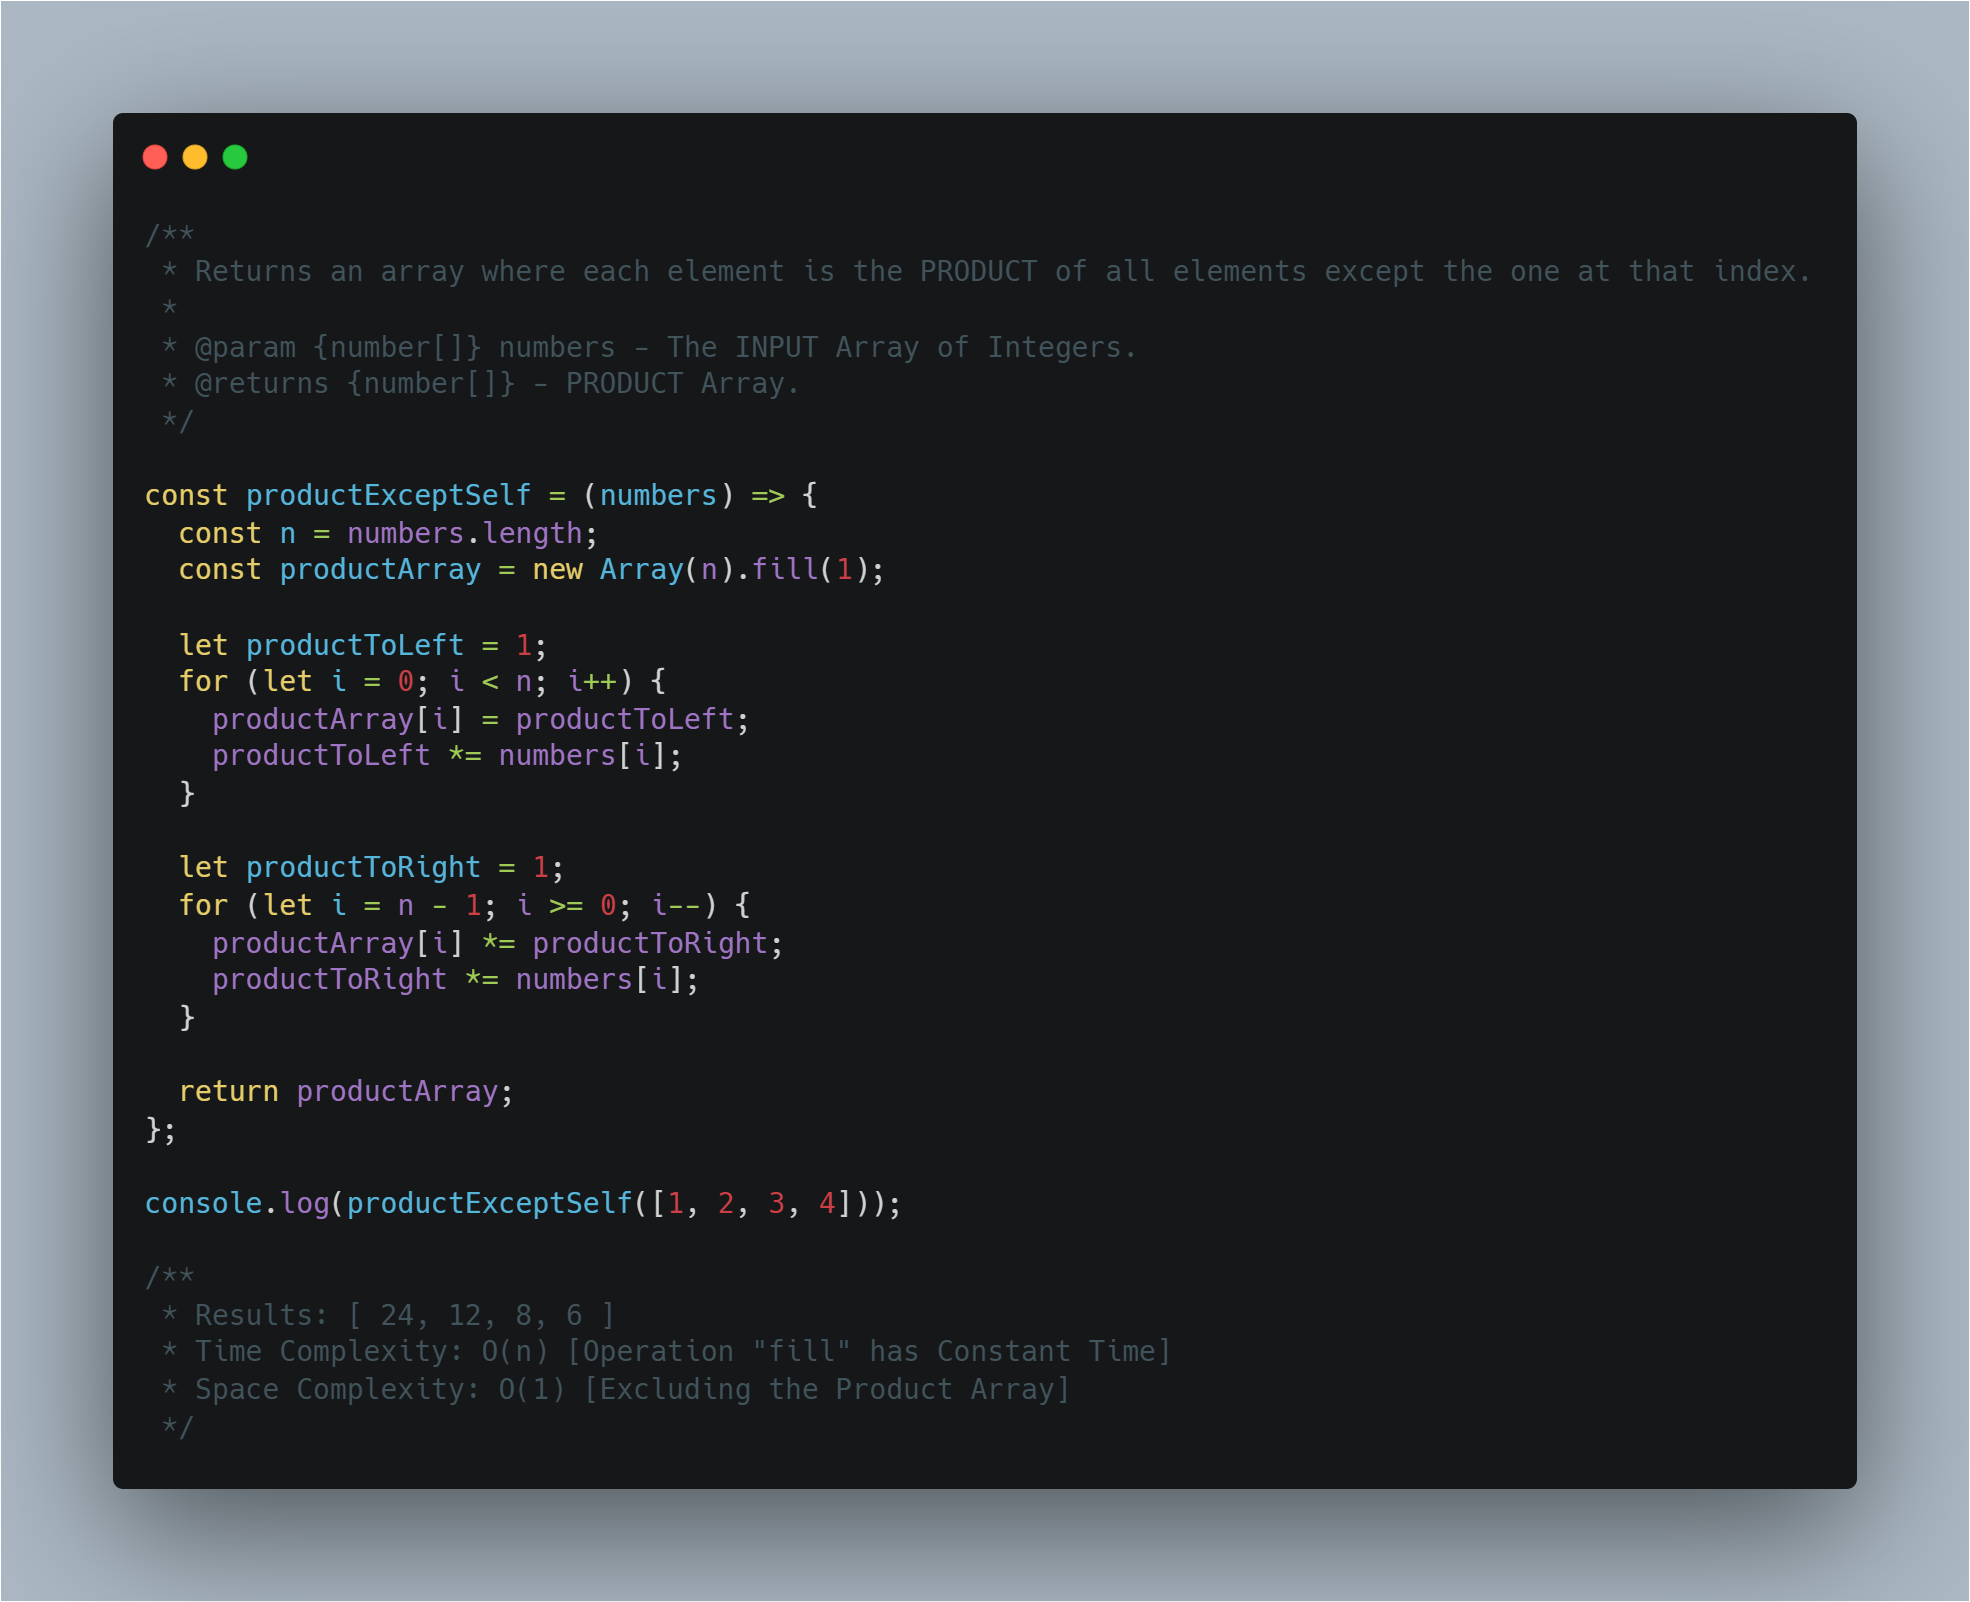 /**
 * Returns an array where each element is the PRODUCT of all elements except the one at that index.
 *
 * @param {number[]} numbers - The INPUT Array of Integers.
 * @returns {number[]} - PRODUCT Array.
 */

const productExceptSelf = (numbers) => {
  const n = numbers.length;
  const productArray = new Array(n).fill(1);

  let productToLeft = 1;
  for (let i = 0; i < n; i++) {
    productArray[i] = productToLeft;
    productToLeft *= numbers[i];
  }

  let productToRight = 1;
  for (let i = n - 1; i >= 0; i--) {
    productArray[i] *= productToRight;
    productToRight *= numbers[i];
  }

  return productArray;
};

console.log(productExceptSelf([1, 2, 3, 4]));

/**
 * Results: [ 24, 12, 8, 6 ]
 * Time Complexity: O(n) [Operation "fill" has Constant Time]
 * Space Complexity: O(1) [Excluding the Product Array]
 */